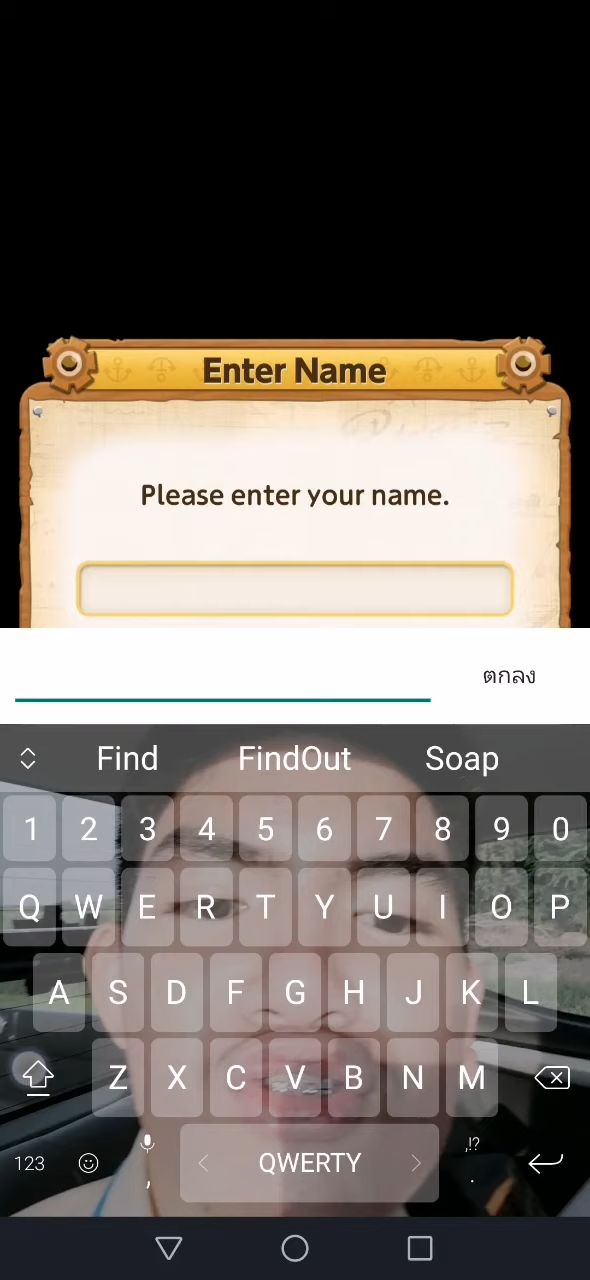 Enter Name
Please enter your name.
ตกลง
Find FindOut Soap
1 2 3 4 5 6 7 8 9 0
Q W E R T Y U I O P
A S D F G H J K L
Z X C V B N M
123 , QWERTY ,!? .